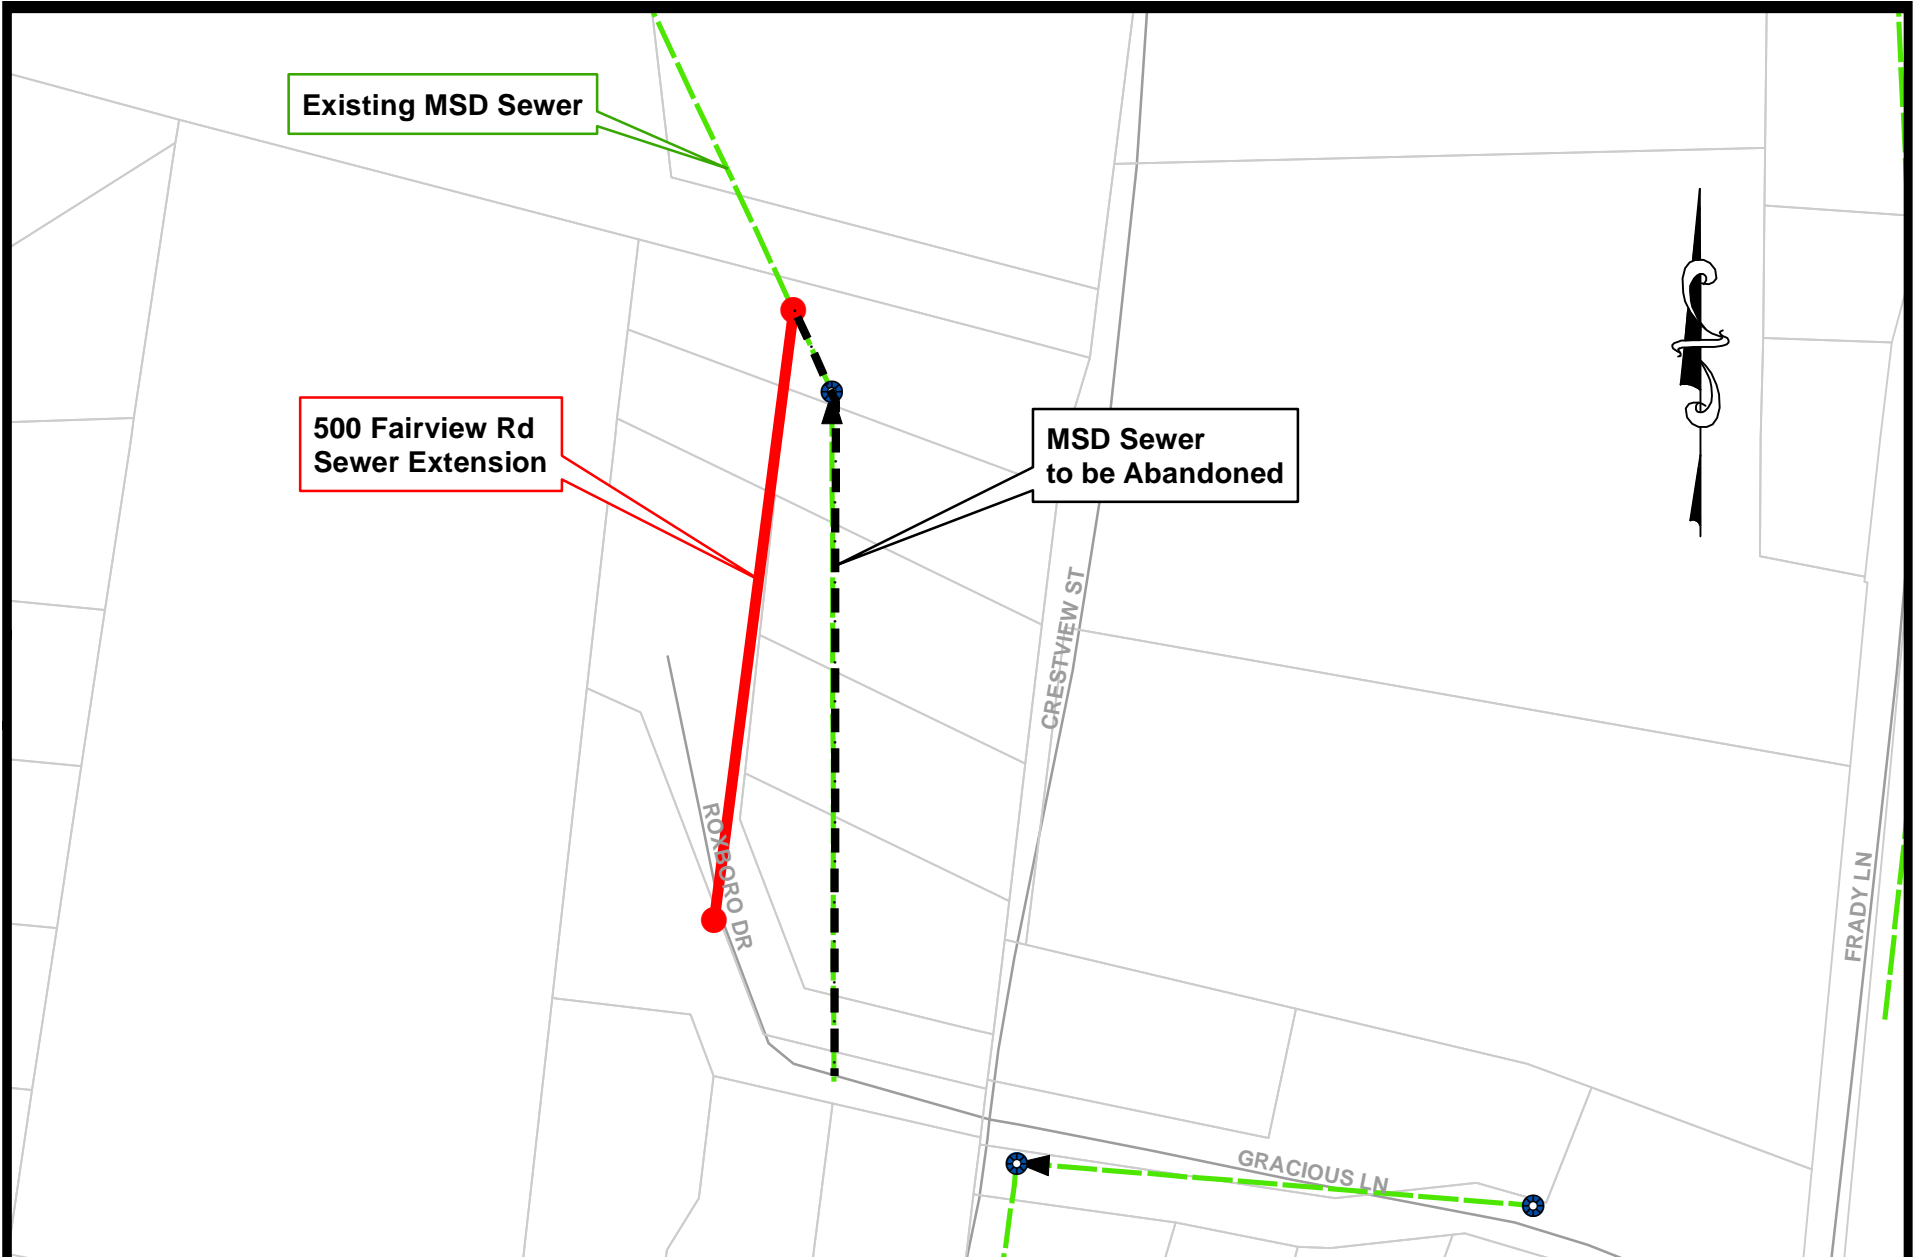 Existing MSD Sewer
500 Fairview Rd
Sewer Extension
MSD Sewer
to be Abandoned
CRESTVIEW ST
ROXBORO DR
FRADY LN
GRACIOUS LN